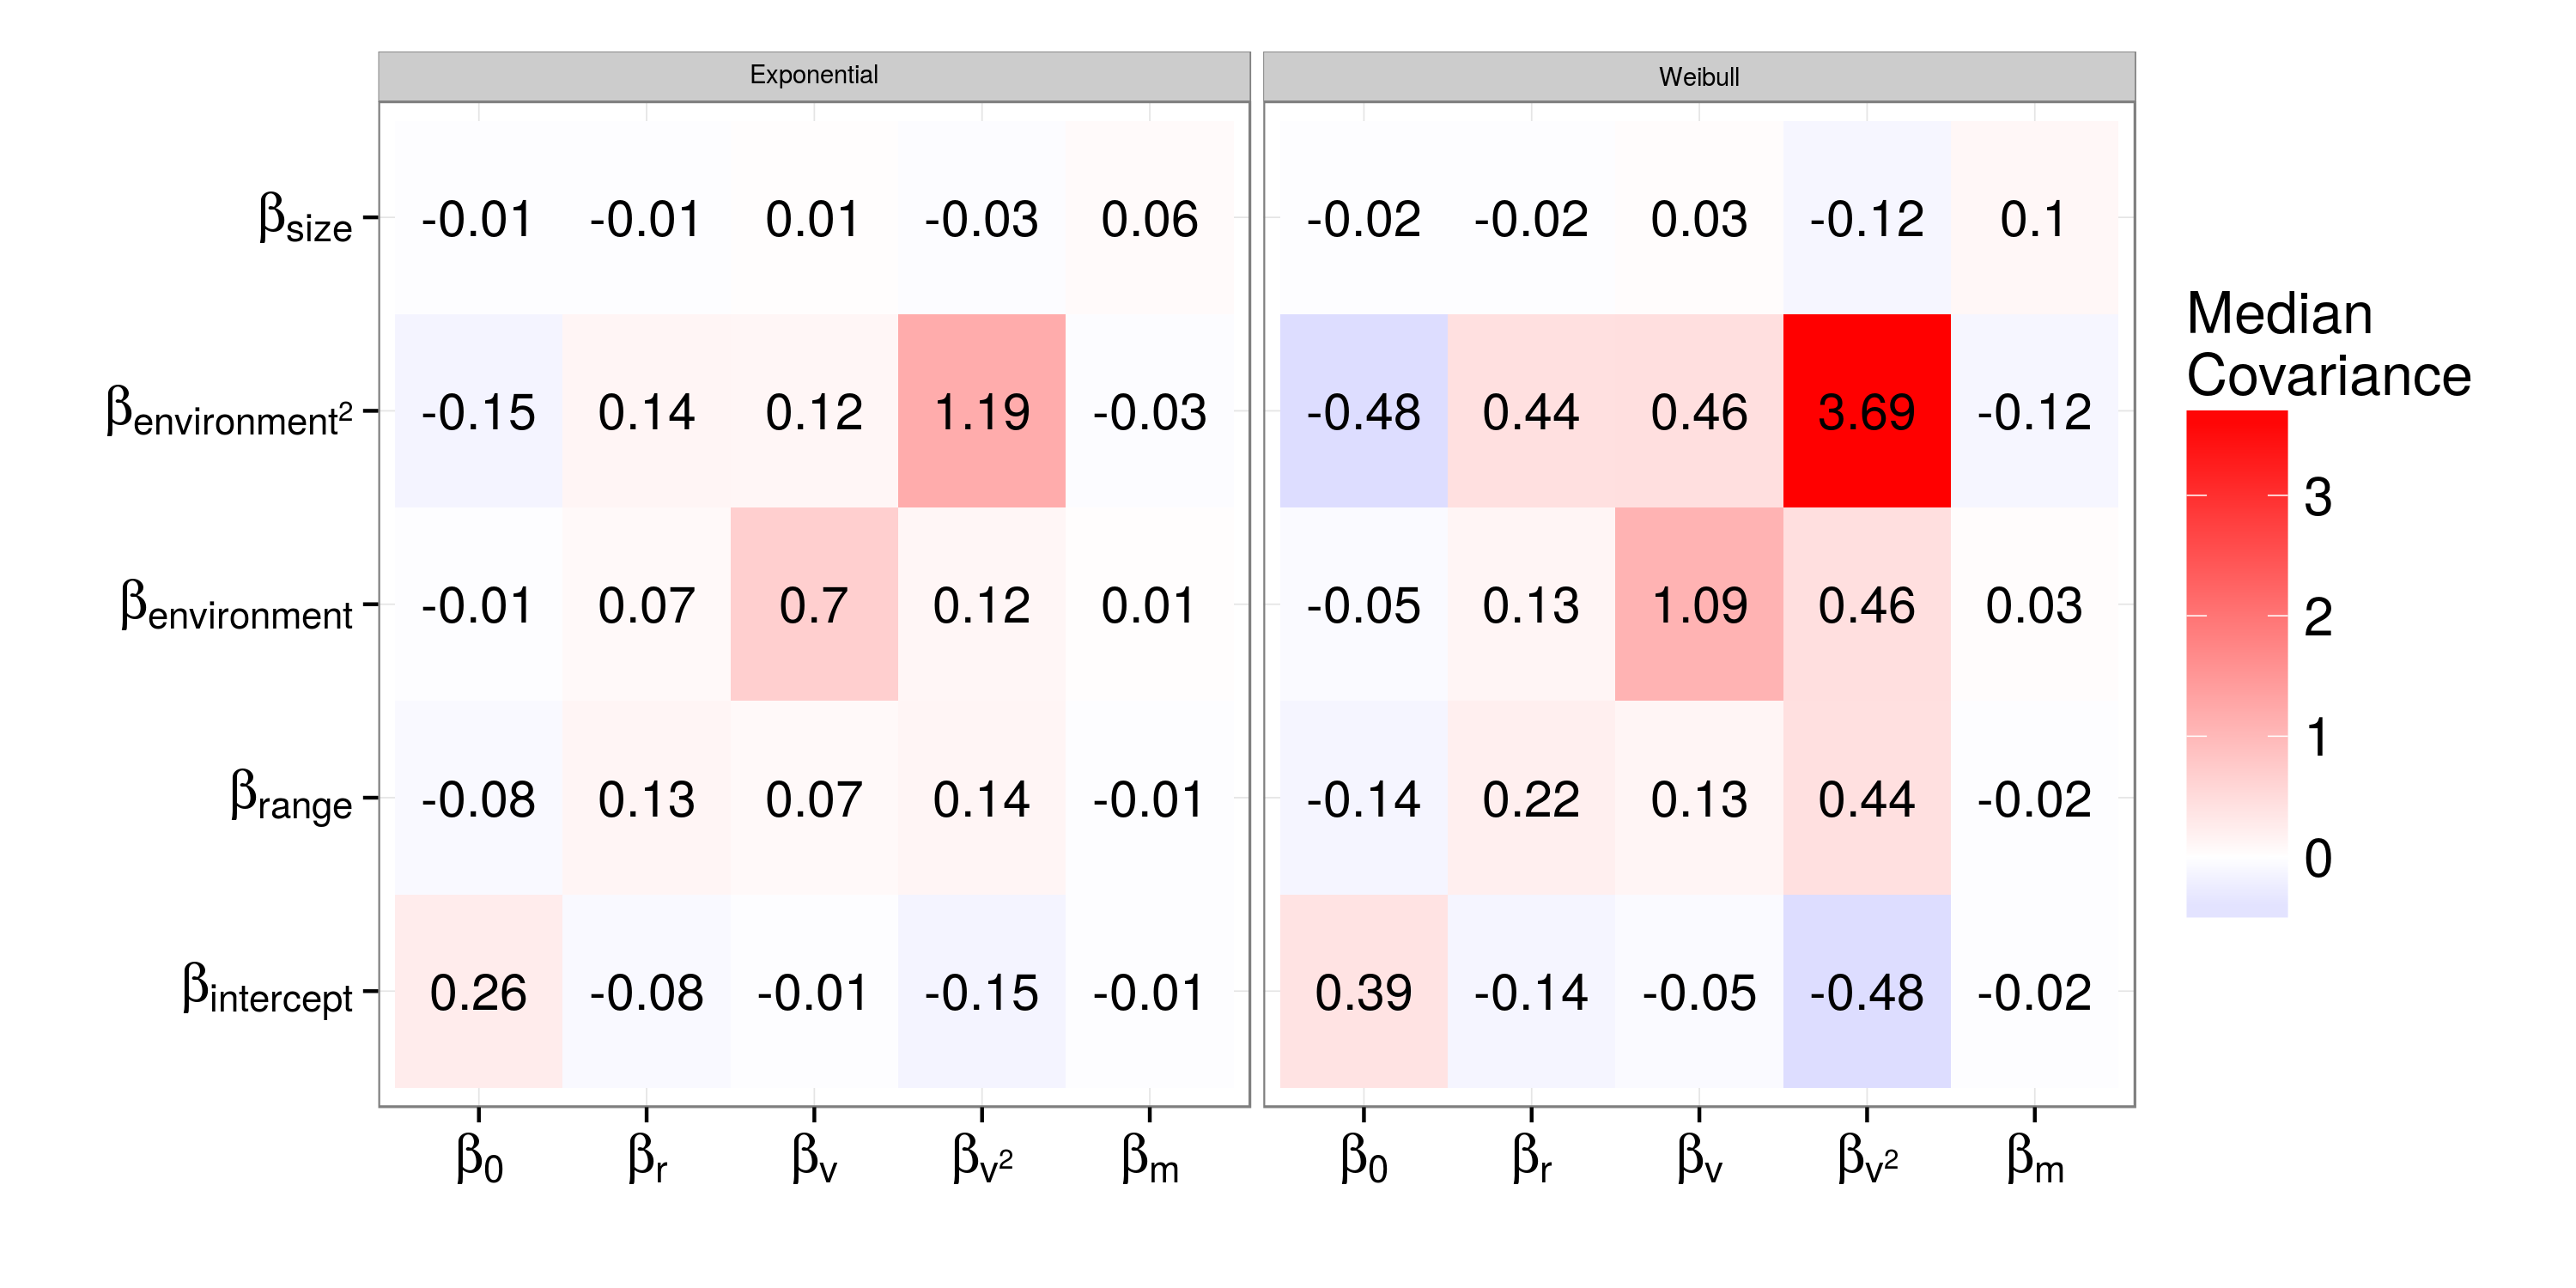 Exponential Weibull
βsize -0.01 -0.01 0.01 -0.03 0.06 -0.02 -0.02 0.03 -0.12 0.1
βenvironment² -0.15 0.14 0.12 1.19 -0.03 -0.48 0.44 0.46 3.69 -0.12
βenvironment -0.01 0.07 0.7 0.12 0.01 -0.05 0.13 1.09 0.46 0.03
βrange -0.08 0.13 0.07 0.14 -0.01 -0.14 0.22 0.13 0.44 -0.02
βintercept 0.26 -0.08 -0.01 -0.15 -0.01 0.39 -0.14 -0.05 -0.48 -0.02
β0 βr βv βv² βm β0 βr βv βv² βm
Median
Covariance
3
2
1
0